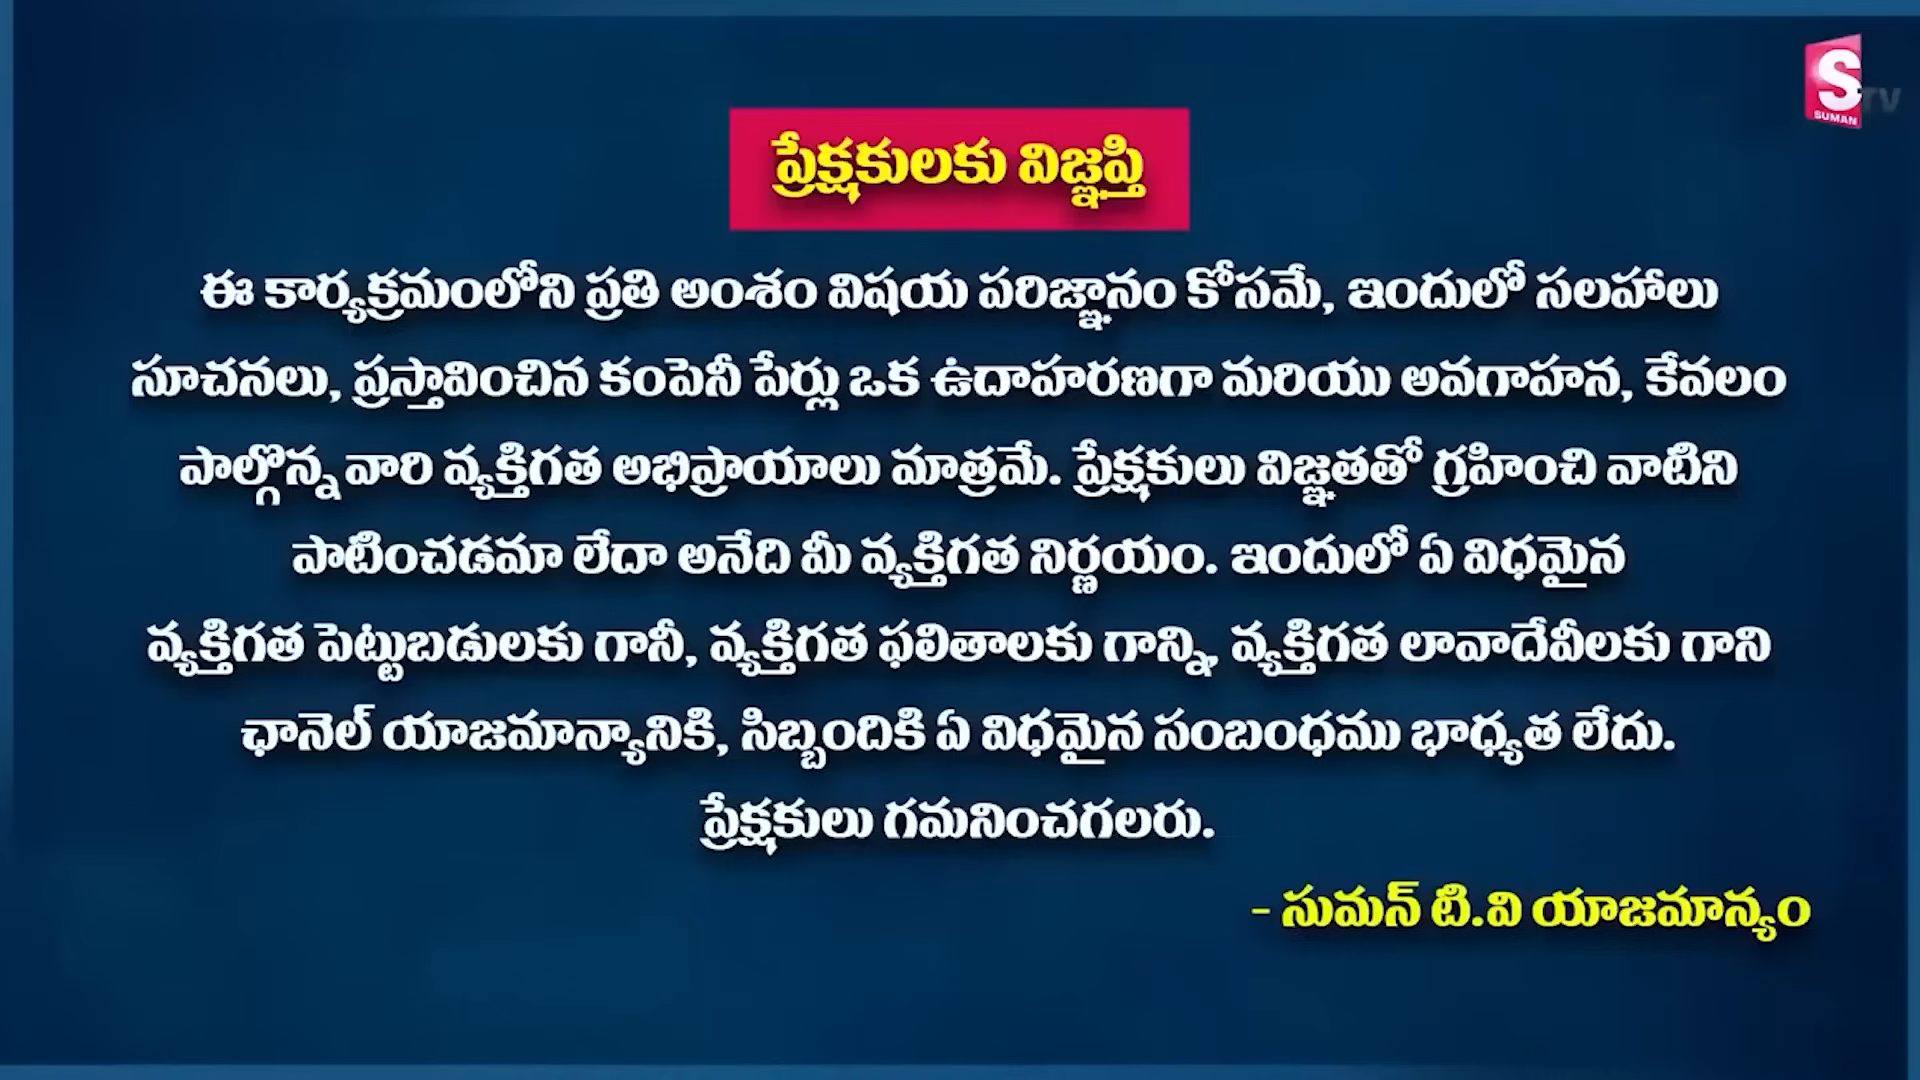 S
TV
SUMAN
ప్రేక్షకులకు విజ్ఞప్తి
ఈ కార్యక్రమంలోని ప్రతి అంశం విషయ పరిజ్ఞానం కోసమే, ఇందులో సలహాలు
సూచనలు, ప్రస్తావించిన కంపెనీ పేర్లు ఒక ఉదాహరణగా మరియు అవగాహన, కేవలం
పాల్గొన్న వారి వ్యక్తిగత అభిప్రాయాలు మాత్రమే. ప్రేక్షకులు విజ్ఞతతో గ్రహించి వాటిని
పాటించడమా లేదా అనేది మీ వ్యక్తిగత నిర్ణయం. ఇందులో ఏ విధమైన
వ్యక్తిగత పెట్టుబడులకు గానీ, వ్యక్తిగత ఫలితాలకు గాన్ని, వ్యక్తిగత లావాదేవీలకు గాని
ఛానెల్ యాజమాన్యానికి, సిబ్బందికి ఏ విధమైన సంబంధము భాధ్యత లేదు.
ప్రేక్షకులు గమనించగలరు.
- సుమన్ టి.వి యాజమాన్యం